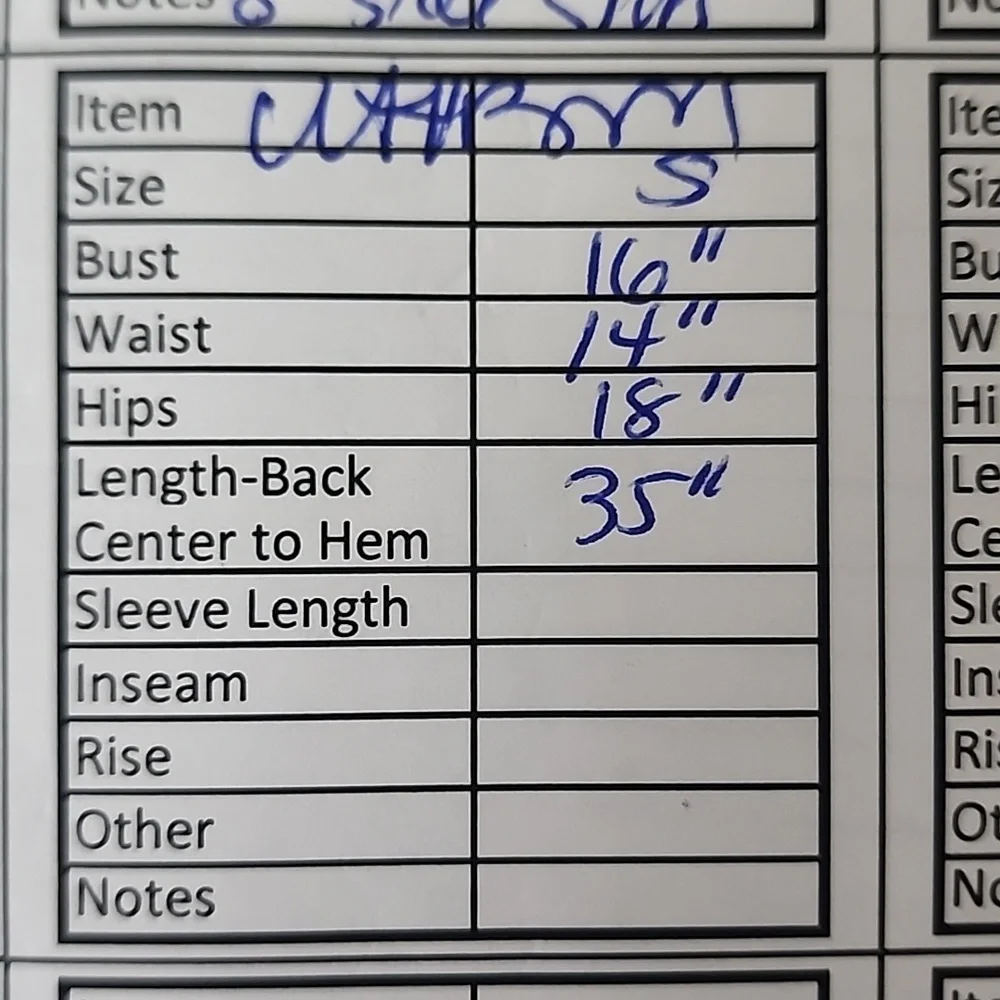 Notes
Item
Size S
Bust 16"
Waist 14"
Hips 18"
Length-Back
Center to Hem 35"
Sleeve Length
Inseam
Rise
Other
Notes